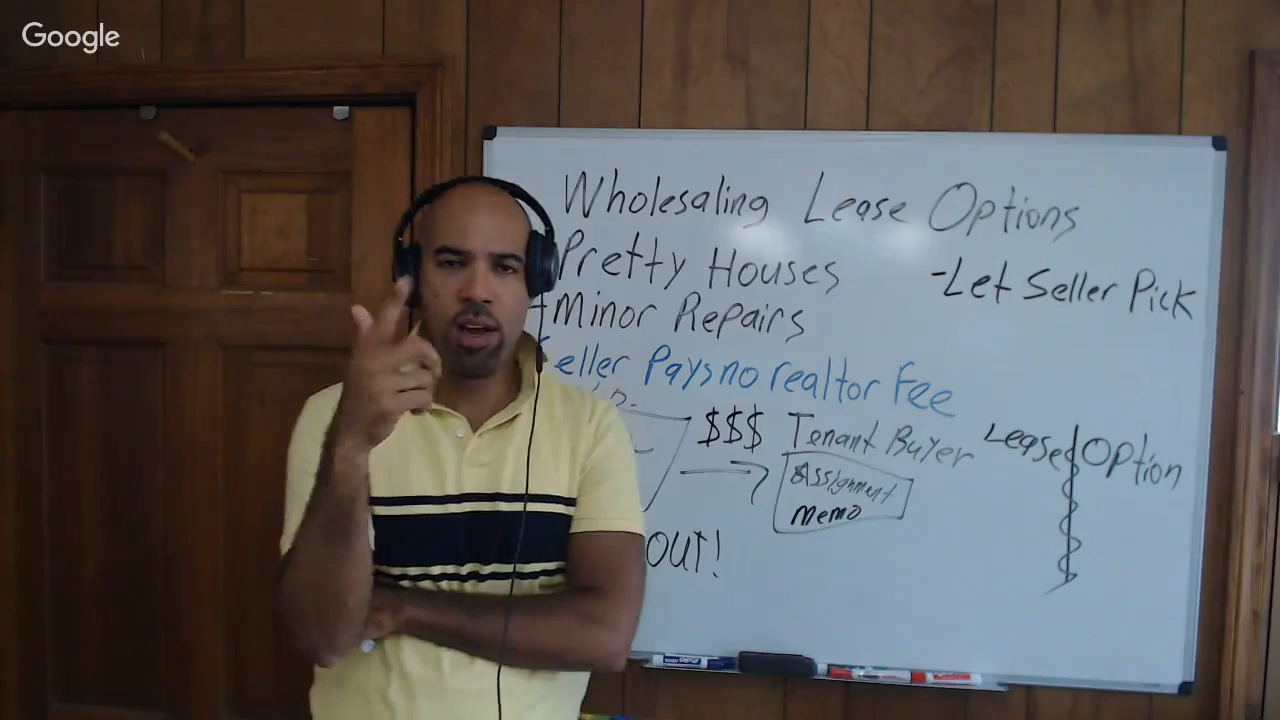 Google
Wholesaling Lease Options
Pretty Houses
-Let Seller Pick
+Minor Repairs
eller Pays no realtor Fee
$$$ Tenant Buyer
Lease Option
Assignment
Memo
OUT!